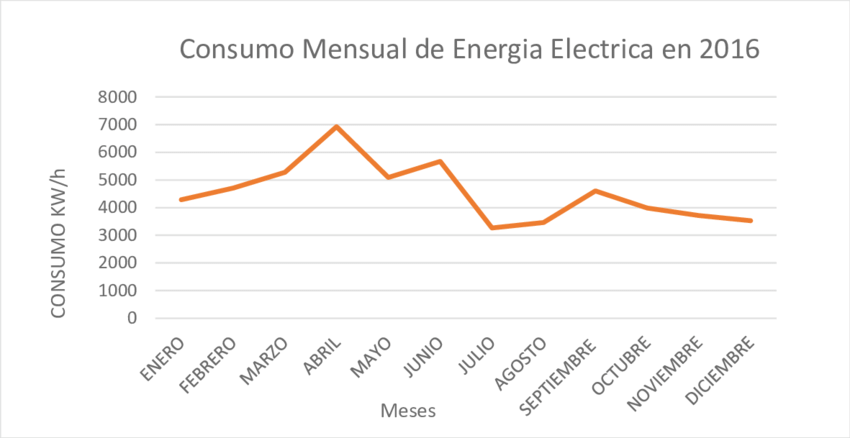 Consumo Mensual de Energia Electrica en 2016
8000
7000
6000
5000
4000
3000
2000
1000
0
CONSUMO KW/h
ENERO
FEBRERO
MARZO
ABRIL
MAYO
JUNIO
JULIO
AGOSTO
SEPTIEMBRE
OCTUBRE
NOVIEMBRE
DICIEMBRE
Meses